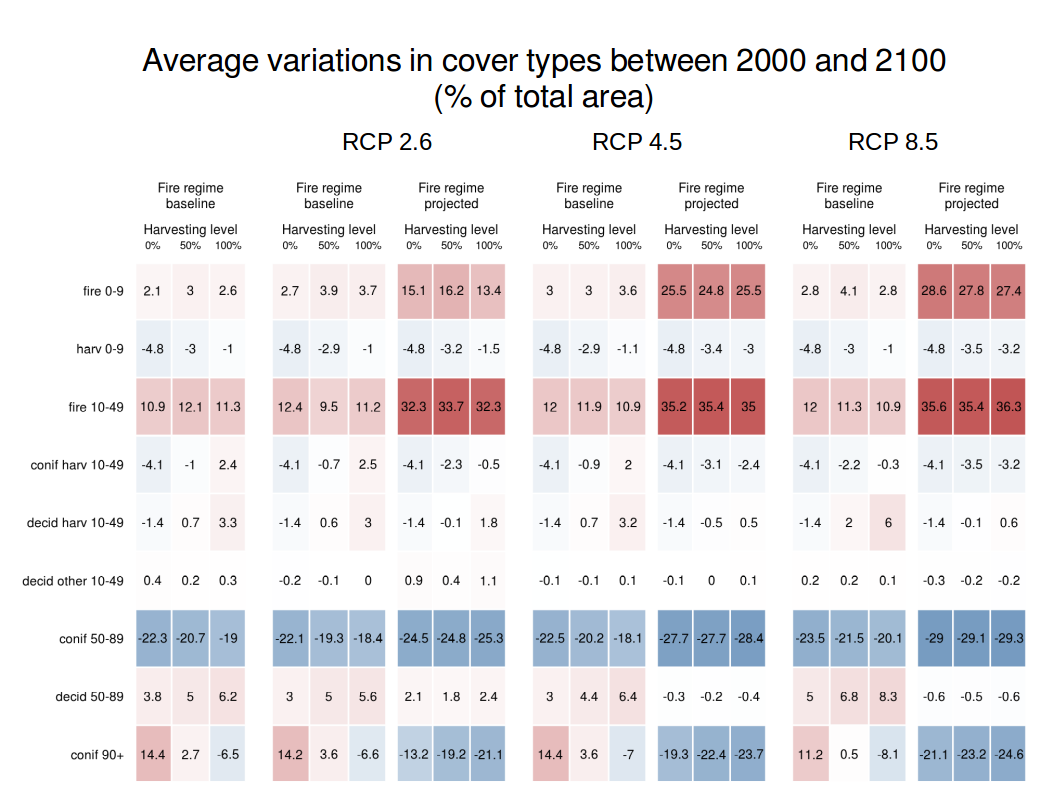 Average variations in cover types between 2000 and 2100
(% of total area)
RCP 2.6 RCP 4.5 RCP 8.5
Fire regime Fire regime Fire regime Fire regime Fire regime Fire regime Fire regime
baseline baseline projected baseline projected baseline projected
Harvesting level Harvesting level Harvesting level Harvesting level Harvesting level Harvesting level Harvesting level
0% 50% 100% 0% 50% 100% 0% 50% 100% 0% 50% 100% 0% 50% 100% 0% 50% 100% 0% 50% 100%
fire 0-9 2.1 3 2.6 2.7 3.9 3.7 15.1 16.2 13.4 3 3 3.6 25.5 24.8 25.5 2.8 4.1 2.8 28.6 27.8 27.4
harv 0-9 -4.8 -3 -1 -4.8 -2.9 -1 -4.8 -3.2 -1.5 -4.8 -2.9 -1.1 -4.8 -3.4 -3 -4.8 -3 -1 -4.8 -3.5 -3.2
fire 10-49 10.9 12.1 11.3 12.4 9.5 11.2 32.3 33.7 32.3 12 11.9 10.9 35.2 35.4 35 12 11.3 10.9 35.6 35.4 36.3
conif harv 10-49 -4.1 -1 2.4 -4.1 -0.7 2.5 -4.1 -2.3 -0.5 -4.1 -0.9 2 -4.1 -3.1 -2.4 -4.1 -2.2 -0.3 -4.1 -3.5 -3.2
decid harv 10-49 -1.4 0.7 3.3 -1.4 0.6 3 -1.4 -0.1 1.8 -1.4 0.7 3.2 -1.4 -0.5 0.5 -1.4 2 6 -1.4 -0.1 0.6
decid other 10-49 0.4 0.2 0.3 -0.2 -0.1 0 0.9 0.4 1.1 -0.1 -0.1 0.1 -0.1 0 0.1 0.2 0.2 0.1 -0.3 -0.2 -0.2
conif 50-89 -22.3 -20.7 -19 -22.1 -19.3 -18.4 -24.5 -24.8 -25.3 -22.5 -20.2 -18.1 -27.7 -27.7 -28.4 -23.5 -21.5 -20.1 -29 -29.1 -29.3
decid 50-89 3.8 5 6.2 3 5 5.6 2.1 1.8 2.4 3 4.4 6.4 -0.3 -0.2 -0.4 5 6.8 8.3 -0.6 -0.5 -0.6
conif 90+ 14.4 2.7 -6.5 14.2 3.6 -6.6 -13.2 -19.2 -21.1 14.4 3.6 -7 -19.3 -22.4 -23.7 11.2 0.5 -8.1 -21.1 -23.2 -24.6